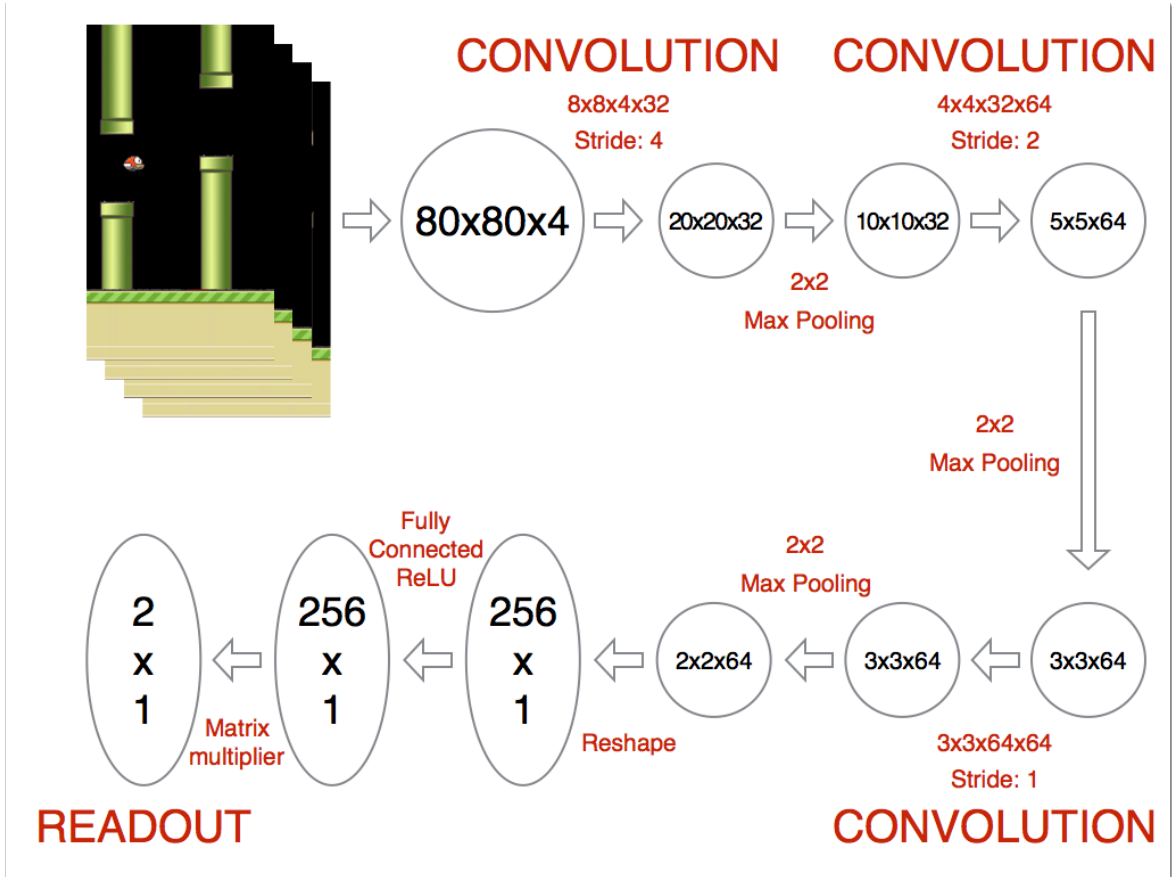 CONVOLUTION
8x8x4x32
Stride: 4
CONVOLUTION
4x4x32x64
Stride: 2
80x80x4
20x20x32
10x10x32
5x5x64
2x2
Max Pooling
2x2
Max Pooling
3x3x64
3x3x64x64
Stride: 1
CONVOLUTION
3x3x64
2x2
Max Pooling
2x2x64
Reshape
256
x
1
Fully
Connected
ReLU
256
x
1
Matrix
multiplier
2
x
1
READOUT